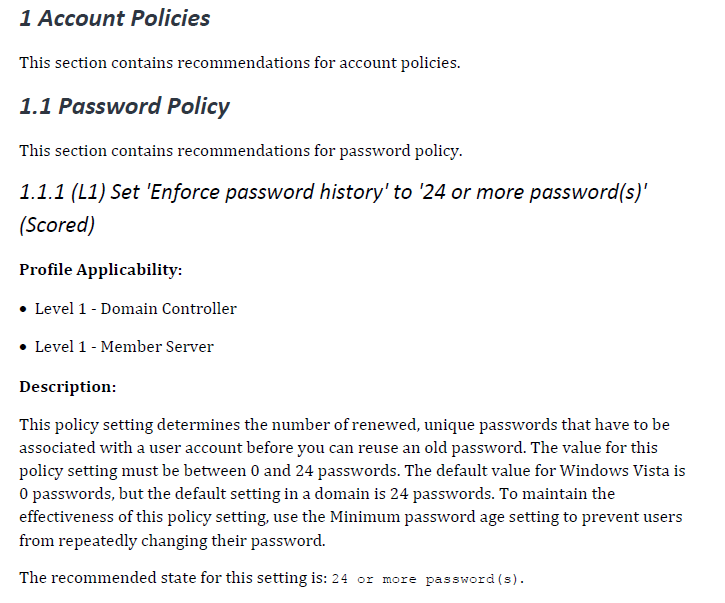 1 Account Policies
This section contains recommendations for account policies.
1.1 Password Policy
This section contains recommendations for password policy.
1.1.1 (L1) Set 'Enforce password history' to '24 or more password(s)'
(Scored)
Profile Applicability:
• Level 1 - Domain Controller
• Level 1 - Member Server
Description:
This policy setting determines the number of renewed, unique passwords that have to be
associated with a user account before you can reuse an old password. The value for this
policy setting must be between 0 and 24 passwords. The default value for Windows Vista is
0 passwords, but the default setting in a domain is 24 passwords. To maintain the
effectiveness of this policy setting, use the Minimum password age setting to prevent users
from repeatedly changing their password.
The recommended state for this setting is: 24 or more password(s).